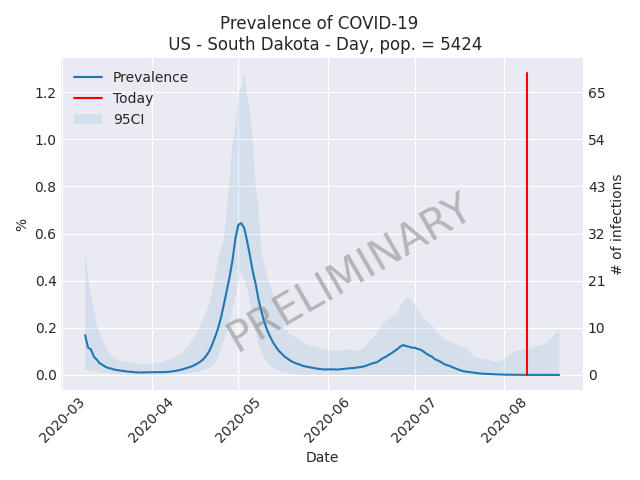 Prevalence of COVID-19
US - South Dakota - Day, pop. = 5424
Prevalence
Today
95CI
1.2
1.0
0.8
0.6
0.4
0.2
0.0
%
65
54
43
32
21
10
0
# of infections
PRELIMINARY
2020-03
2020-04
2020-05
2020-06
2020-07
2020-08
Date